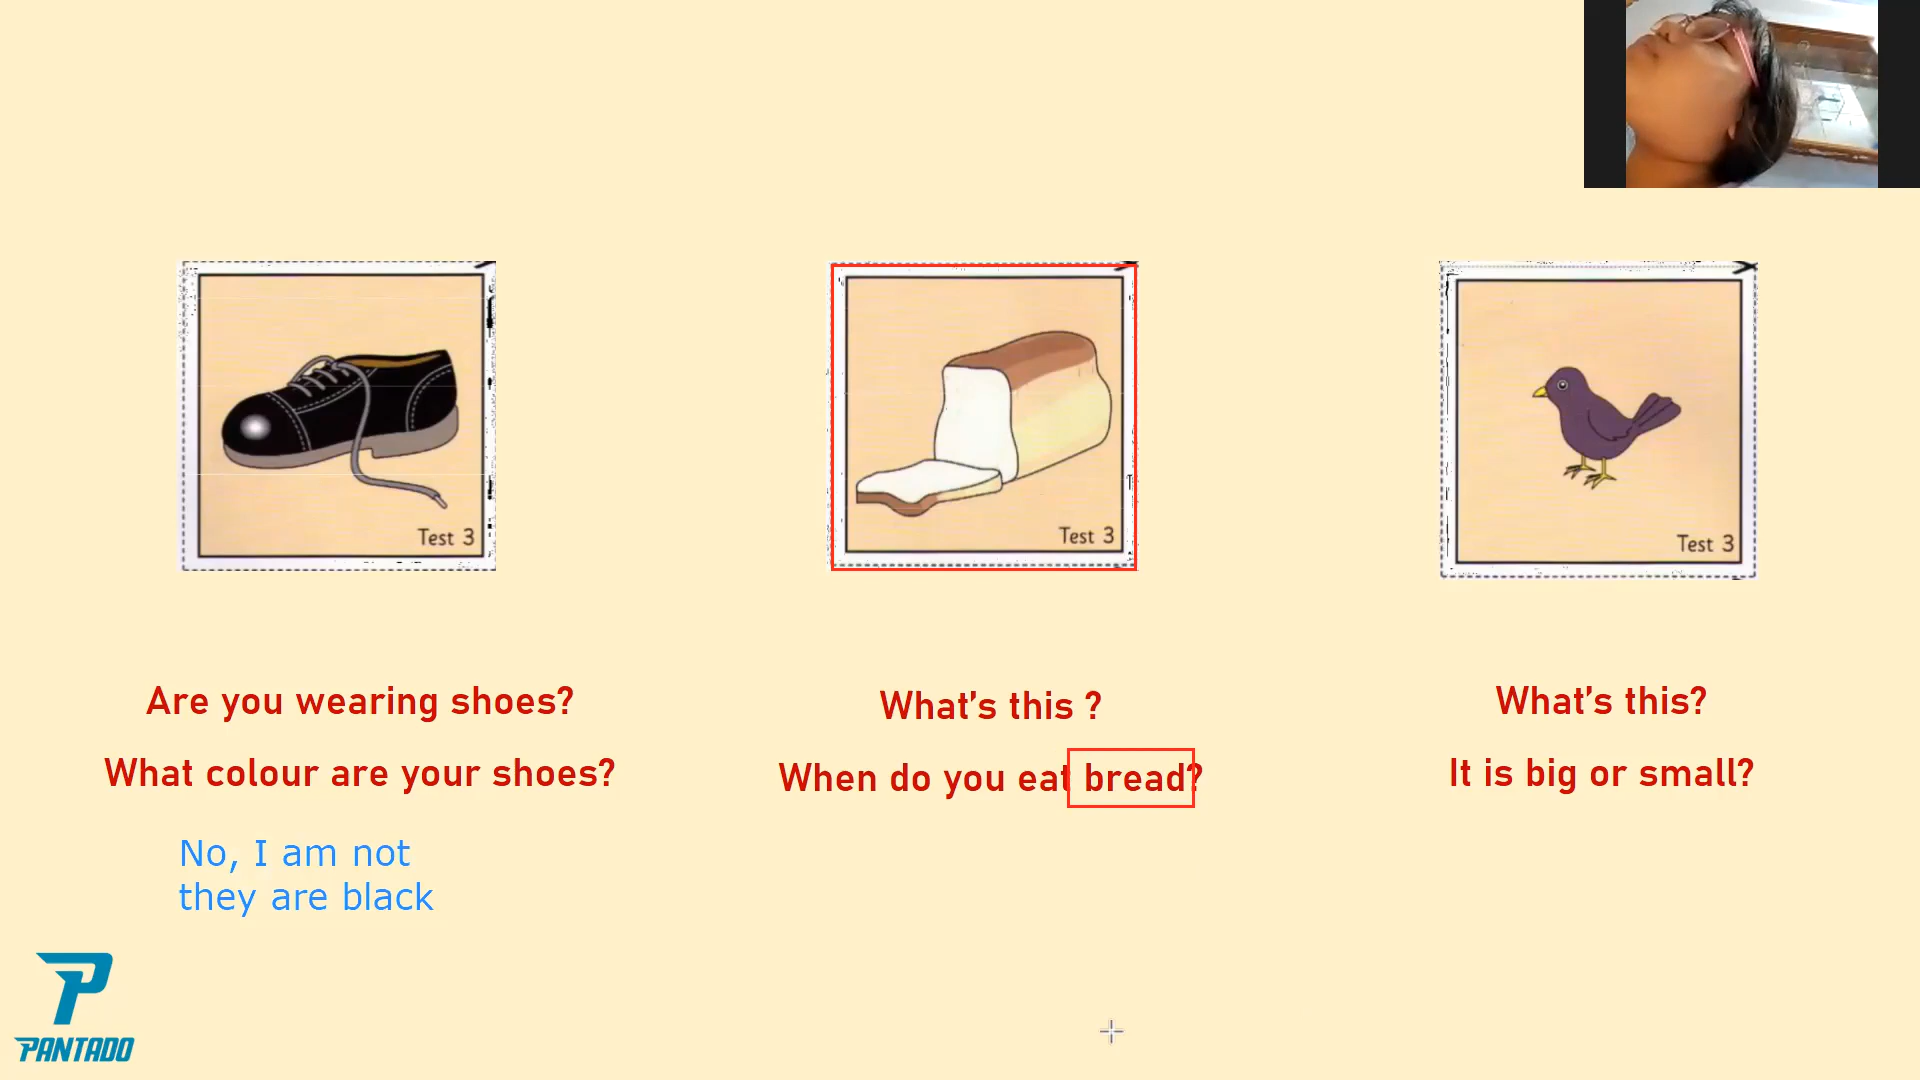 Test 3
Are you wearing shoes?
What colour are your shoes?
No, I am not
they are black
Test 3
What's this ?
When do you eat bread?
Test 3
What's this?
It is big or small?
PANTADO